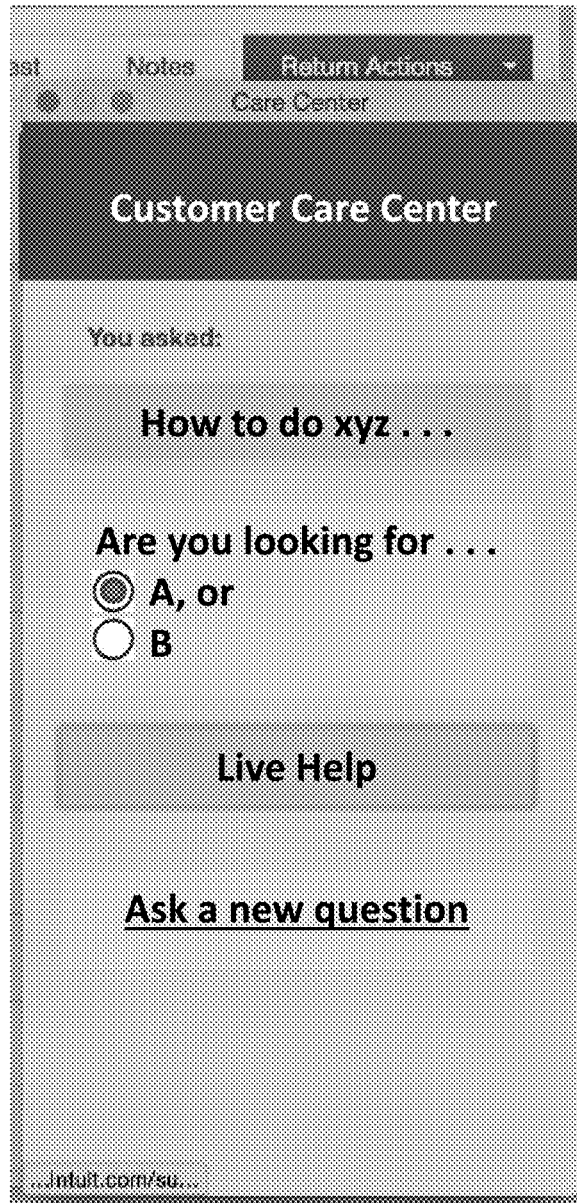 Notes Return Actions
Care Center
Customer Care Center
You asked:
How to do xyz . . .
Are you looking for . . .
A, or
B
Live Help
Ask a new question
...intuit.com/su...